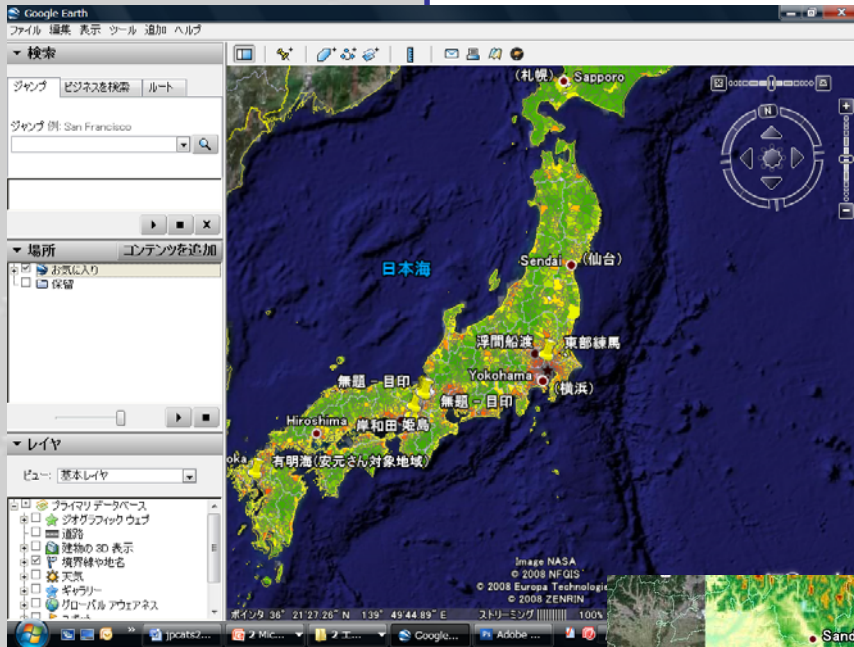 Google Earth
ファイル 編集 表示 ツール 追加 ヘルプ
検索
ジャンプ ビジネスを検索 ルート
ジャンプ 例: San Francisco
場所 コンテンツを追加
お気に入り
保留
レイヤ
ビュー: 基本レイヤ
プライマリ データベース
ジオグラフィック ウェブ
道路
建物の 3D 表示
境界線や地名
天気
ギャラリー
グローバル アウェアネス
(札幌) Sapporo
N
日本海
Sendai (仙台)
浮間船渡 東部練馬
Yokohama (横浜)
無題 - 目印
無題 - 目印
Hiroshima 岸和田 姫島
oka 有明海(安元さん対象地域)
Image NASA
© 2008 NFGIS
© 2008 Europa Technologie
© 2008 ZENRIN
ポインタ 36° 21'27.26" N 139° 49'44.89" E ストリーミング 100%
jpcats2... 2 Mic... 2 エ... Google... Adobe ...
Sand